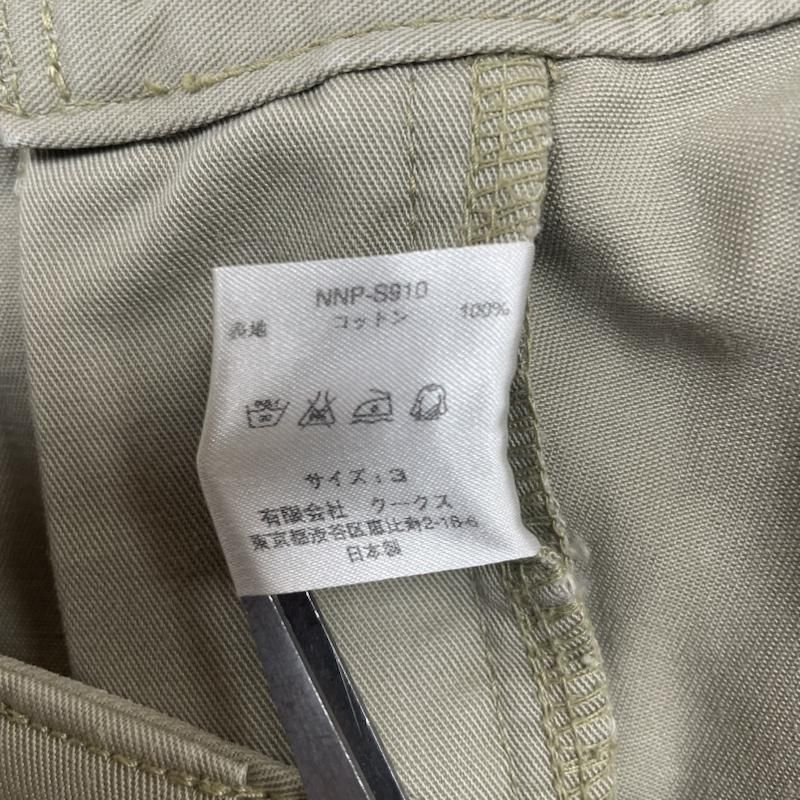 NNP-S910
表地 コットン 100%
サイズ：3
有限会社 クークス
東京都渋谷区恵比寿2-18-6
日本製